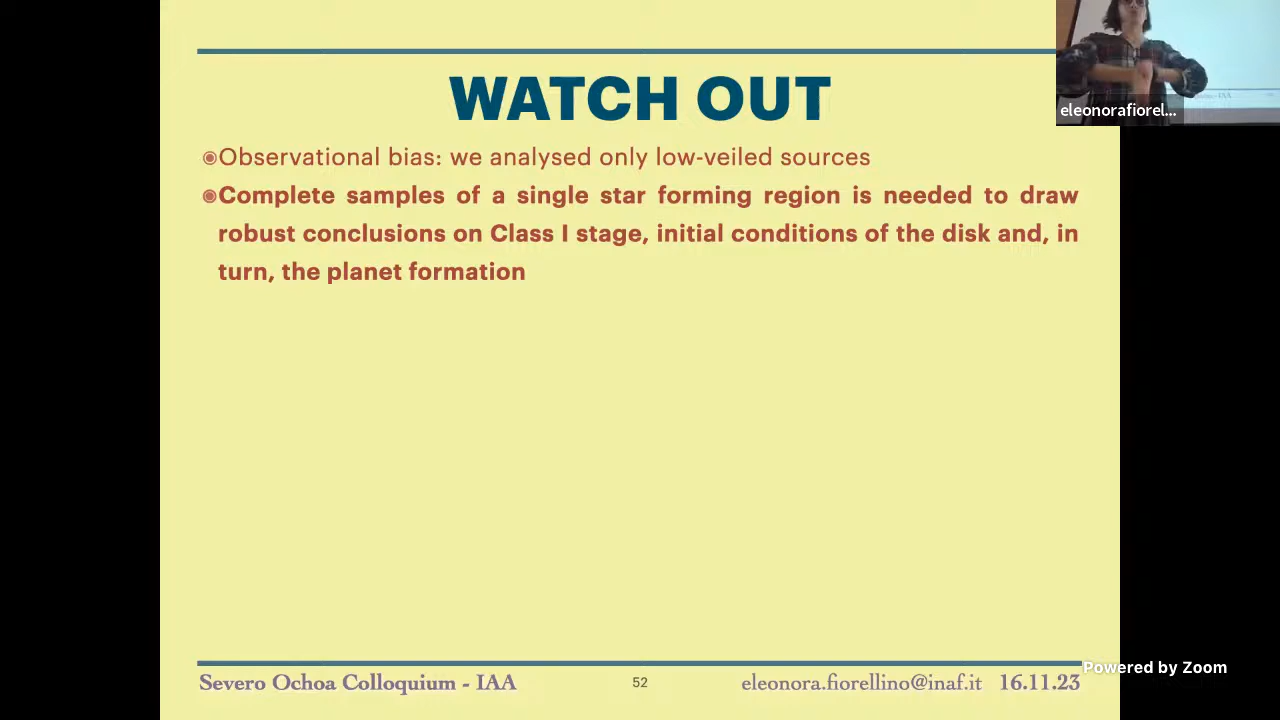 WATCH OUT
eleonorafiorel...
◉Observational bias: we analysed only low-veiled sources
◉Complete samples of a single star forming region is needed to draw
robust conclusions on Class I stage, initial conditions of the disk and, in
turn, the planet formation
Powered by Zoom
Severo Ochoa Colloquium - IAA 52 eleonora.fiorellino@inaf.it 16.11.23